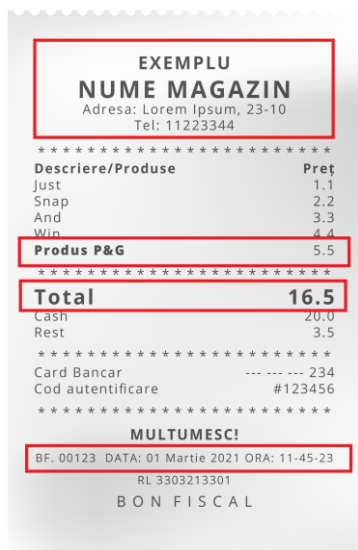 EXEMPLU
NUME MAGAZIN
Adresa: Lorem Ipsum, 23-10
Tel: 11223344
* * * * * * * * * * * * * * * * * * * * * * * *
Descriere/Produse Preț
Just 1.1
Snap 2.2
And 3.3
Win 4.4
Produs P&G 5.5
* * * * * * * * * * * * * * * * * * * * * * * *
Total 16.5
Cash 20.0
Rest 3.5
* * * * * * * * * * * * * * * * * * * * * * * *
Card Bancar --- --- --- 234
Cod autentificare #123456
* * * * * * * * * * * * * * * * * * * * * * * *
MULTUMESC!
BF. 00123 DATA: 01 Martie 2021 ORA: 11-45-23
RL 3303213301
BON FISCAL